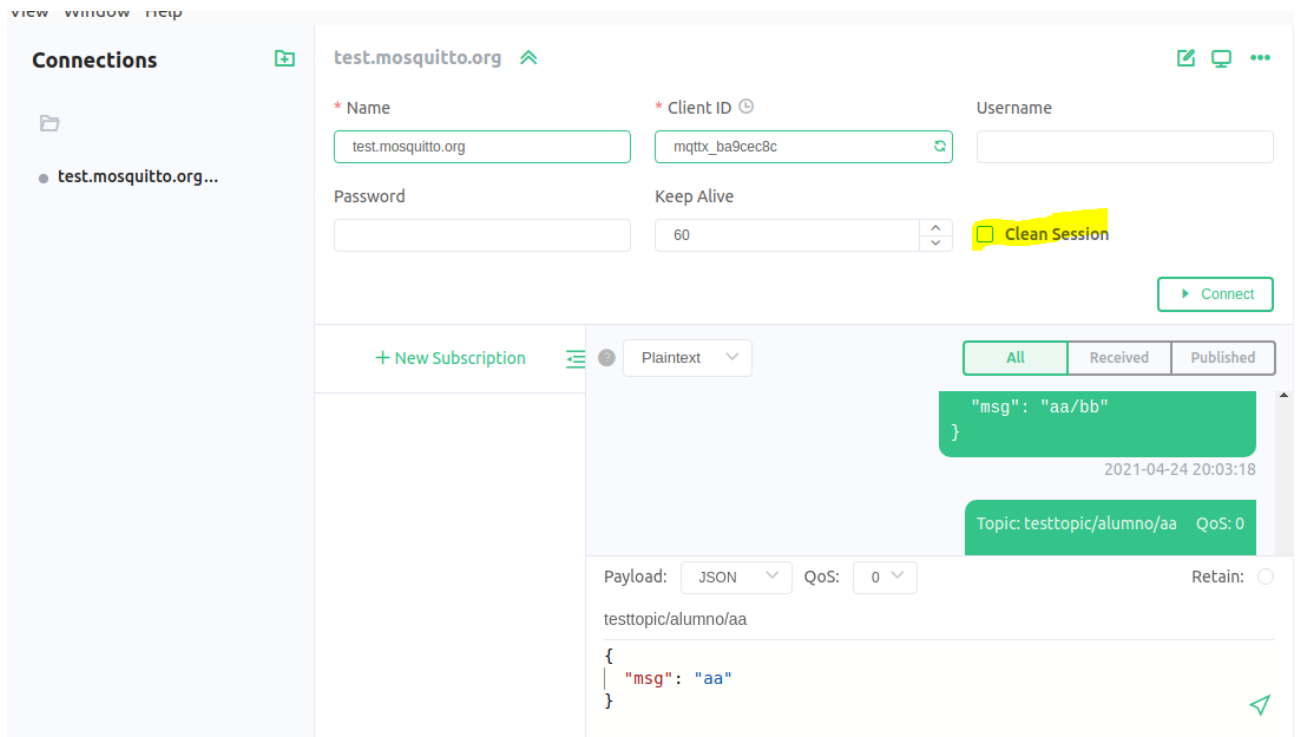 View Window Help
Connections
test.mosquitto.org
* Name
* Client ID
Username
test.mosquitto.org
mqttx_ba9cec8c
test.mosquitto.org...
Password
Keep Alive
60
Clean Session
Connect
+ New Subscription
Plaintext
All
Received
Published
"msg": "aa/bb"
}
2021-04-24 20:03:18
Topic: testtopic/alumno/aa QoS: 0
Payload: JSON QoS: 0 Retain:
testtopic/alumno/aa
{
"msg": "aa"
}